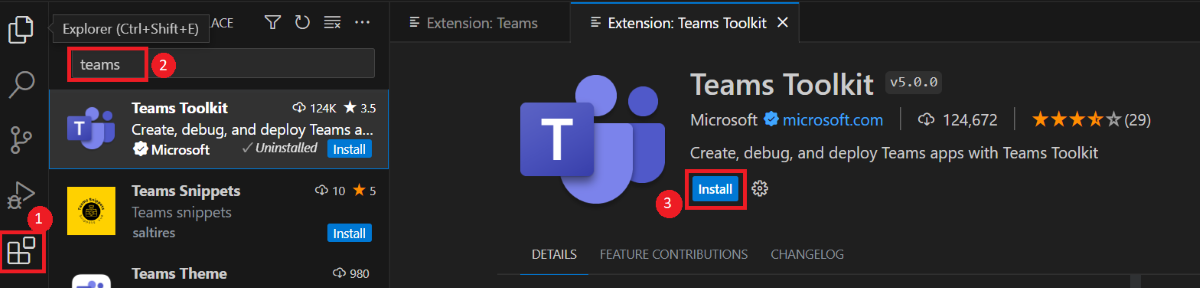 Explorer (Ctrl+Shift+E)
ACE
teams
2
Teams Toolkit
124K ★ 3.5
Create, debug, and deploy Teams a...
Microsoft
✓ Uninstalled
Install
Teams Snippets
10 ★ 5
Teams snippets
saltires
Install
Teams Theme
980
1
Extension: Teams
Extension: Teams Toolkit
T
T
Teams Toolkit
v5.0.0
Microsoft
microsoft.com
124,672
(29)
Create, debug, and deploy Teams apps with Teams Toolkit
3
Install
DETAILS
FEATURE CONTRIBUTIONS
CHANGELOG